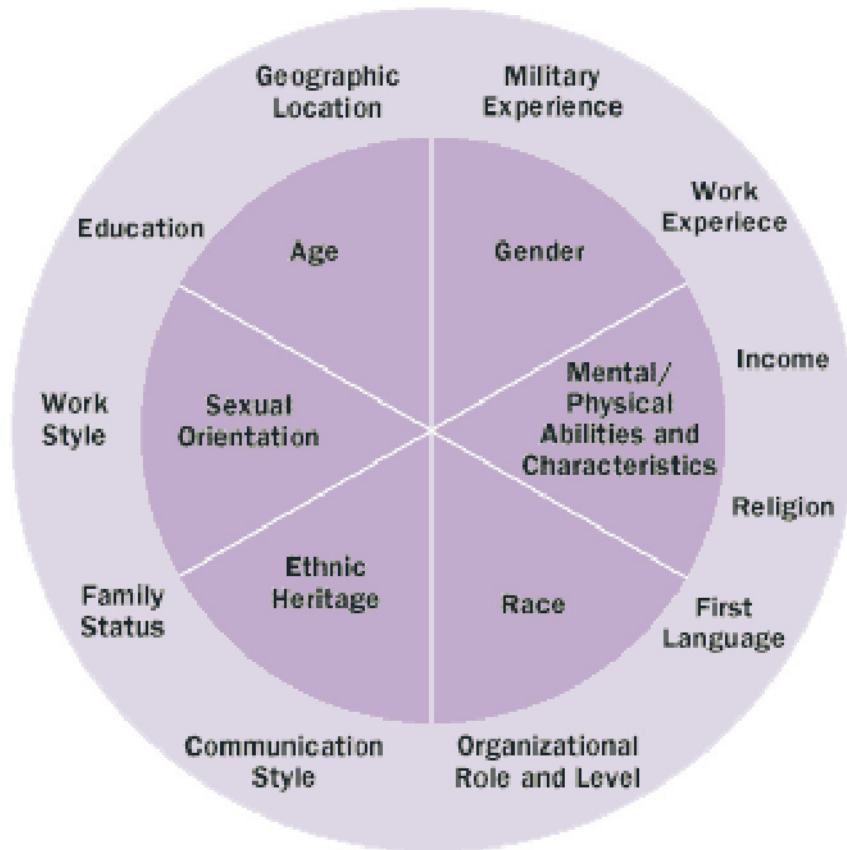 Geographic
Location
Military
Experience
Work
Experiece
Education
Age
Gender
Income
Mental/
Physical
Abilities and
Characteristics
Work
Style
Sexual
Orientation
Religion
Ethnic
Heritage
Race
Family
Status
First
Language
Communication
Style
Organizational
Role and Level